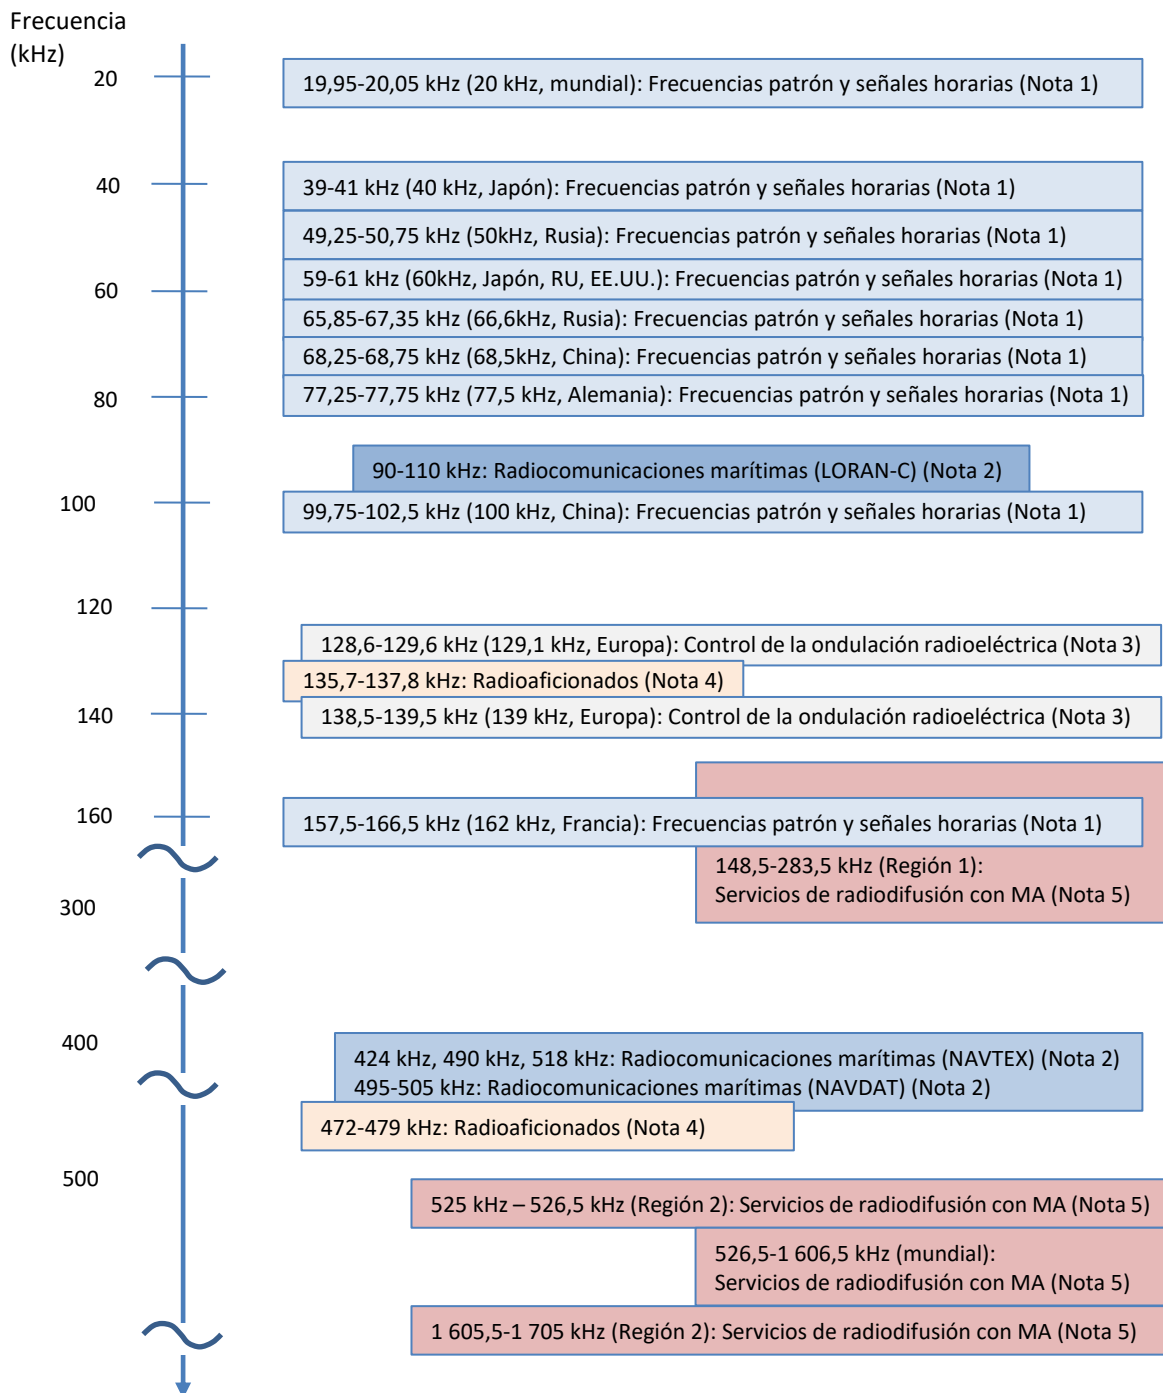 Frecuencia
(kHz)
20
19,95-20,05 kHz (20 kHz, mundial): Frecuencias patrón y señales horarias (Nota 1)
40
39-41 kHz (40 kHz, Japón): Frecuencias patrón y señales horarias (Nota 1)
49,25-50,75 kHz (50kHz, Rusia): Frecuencias patrón y señales horarias (Nota 1)
60
59-61 kHz (60kHz, Japón, RU, EE.UU.): Frecuencias patrón y señales horarias (Nota 1)
65,85-67,35 kHz (66,6kHz, Rusia): Frecuencias patrón y señales horarias (Nota 1)
68,25-68,75 kHz (68,5kHz, China): Frecuencias patrón y señales horarias (Nota 1)
80
77,25-77,75 kHz (77,5 kHz, Alemania): Frecuencias patrón y señales horarias (Nota 1)
90-110 kHz: Radiocomunicaciones marítimas (LORAN-C) (Nota 2)
100
99,75-102,5 kHz (100 kHz, China): Frecuencias patrón y señales horarias (Nota 1)
120
128,6-129,6 kHz (129,1 kHz, Europa): Control de la ondulación radioeléctrica (Nota 3)
135,7-137,8 kHz: Radioaficionados (Nota 4)
140
138,5-139,5 kHz (139 kHz, Europa): Control de la ondulación radioeléctrica (Nota 3)
160
157,5-166,5 kHz (162 kHz, Francia): Frecuencias patrón y señales horarias (Nota 1)
148,5-283,5 kHz (Región 1):
Servicios de radiodifusión con MA (Nota 5)
300
400
424 kHz, 490 kHz, 518 kHz: Radiocomunicaciones marítimas (NAVTEX) (Nota 2)
495-505 kHz: Radiocomunicaciones marítimas (NAVDAT) (Nota 2)
472-479 kHz: Radioaficionados (Nota 4)
500
525 kHz – 526,5 kHz (Región 2): Servicios de radiodifusión con MA (Nota 5)
526,5-1 606,5 kHz (mundial):
Servicios de radiodifusión con MA (Nota 5)
1 605,5-1 705 kHz (Región 2): Servicios de radiodifusión con MA (Nota 5)